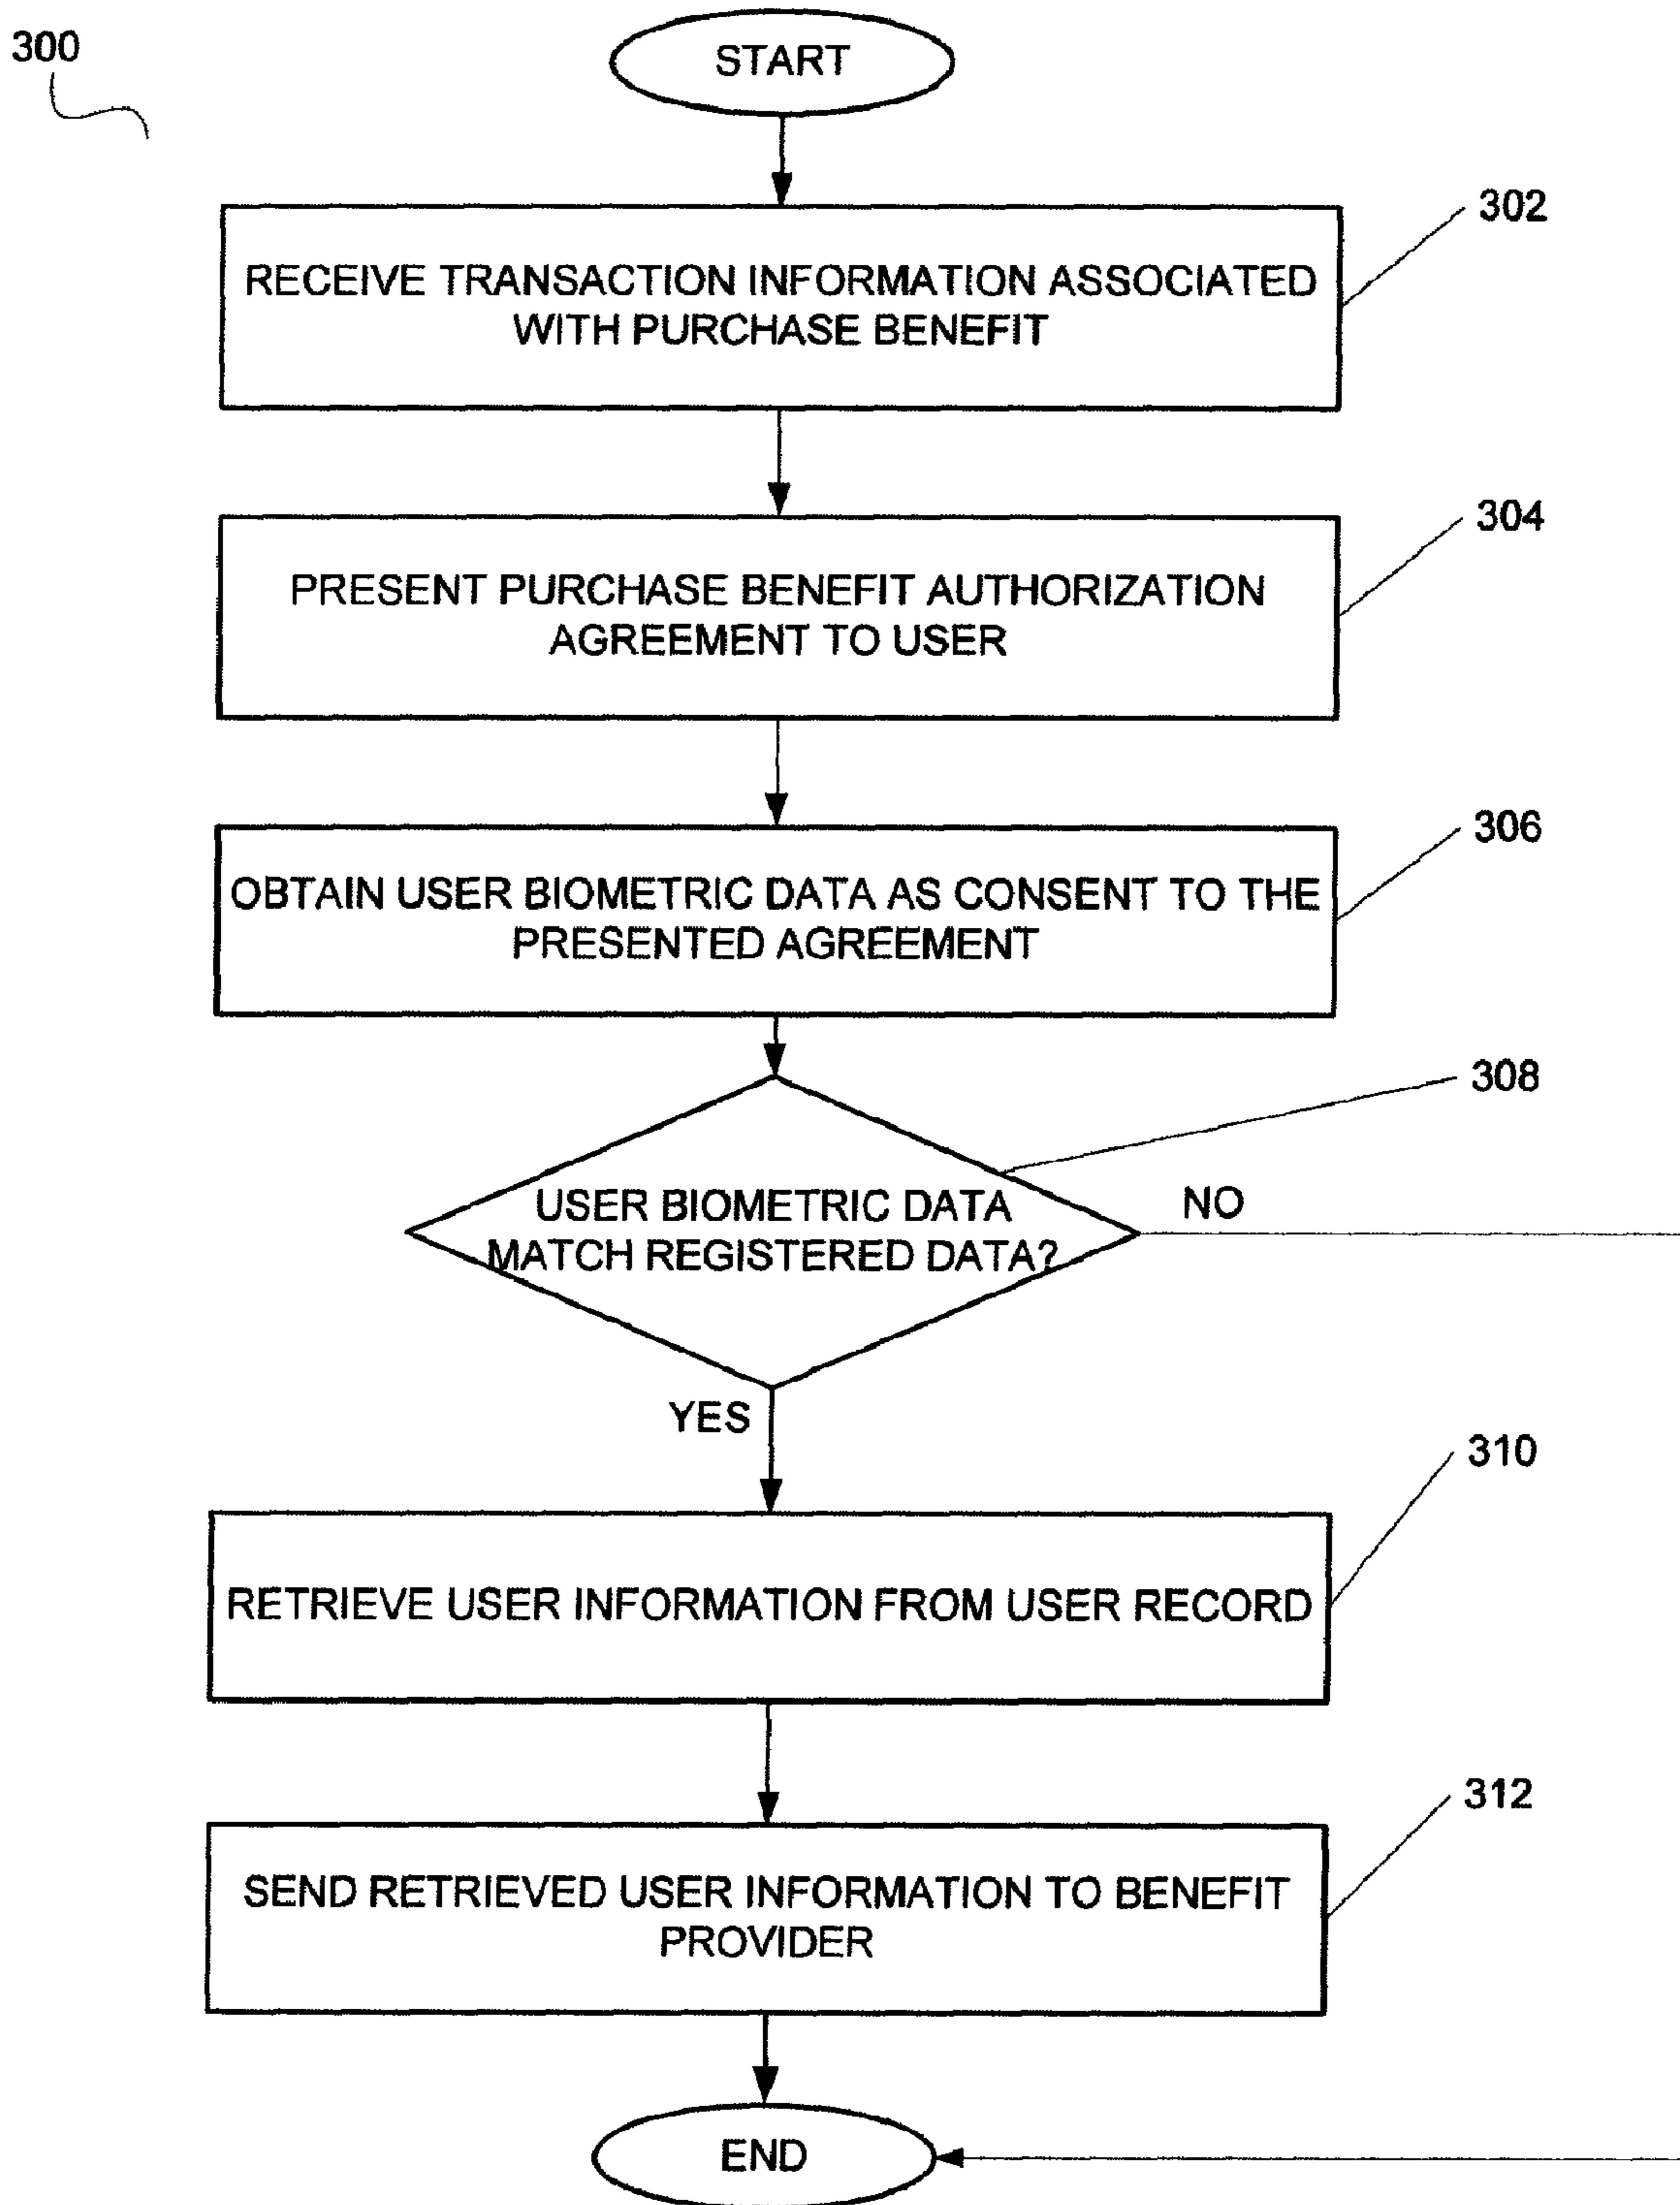 300
START
302
RECEIVE TRANSACTION INFORMATION ASSOCIATED
WITH PURCHASE BENEFIT
304
PRESENT PURCHASE BENEFIT AUTHORIZATION
AGREEMENT TO USER
306
OBTAIN USER BIOMETRIC DATA AS CONSENT TO THE
PRESENTED AGREEMENT
308
USER BIOMETRIC DATA
MATCH REGISTERED DATA?
NO
YES
310
RETRIEVE USER INFORMATION FROM USER RECORD
312
SEND RETRIEVED USER INFORMATION TO BENEFIT
PROVIDER
END